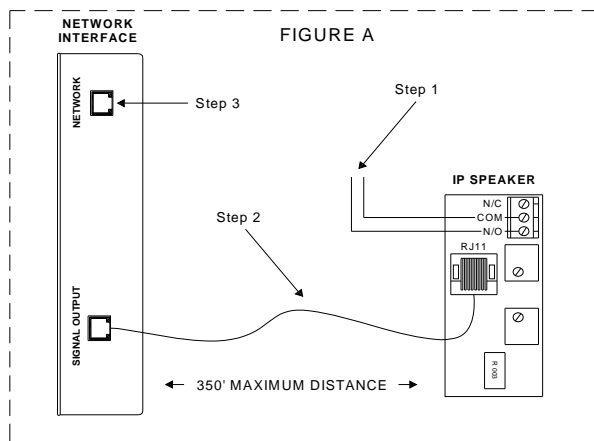 NETWORK
INTERFACE
FIGURE A
NETWORK
Step 3
Step 1
IP SPEAKER
N/C
COM
N/O
Step 2
RJ11
SIGNAL OUTPUT
350' MAXIMUM DISTANCE
R 003